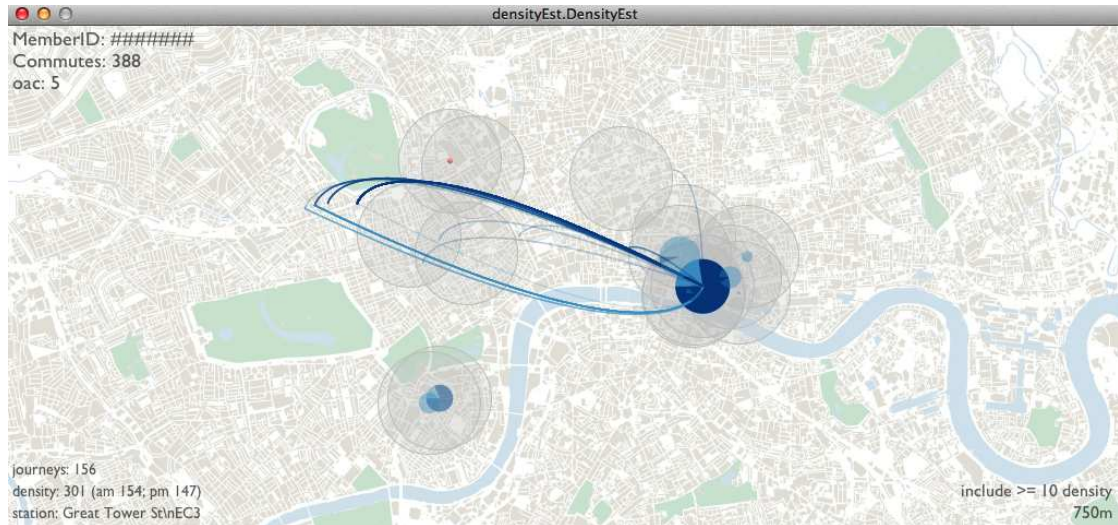 densityEst.DensityEst
MemberID: #######
Commutes: 388
oac: 5
journeys: 156
density: 301 (am 154; pm 147)
station: Great Tower St\nEC3
include >= 10 density
750m